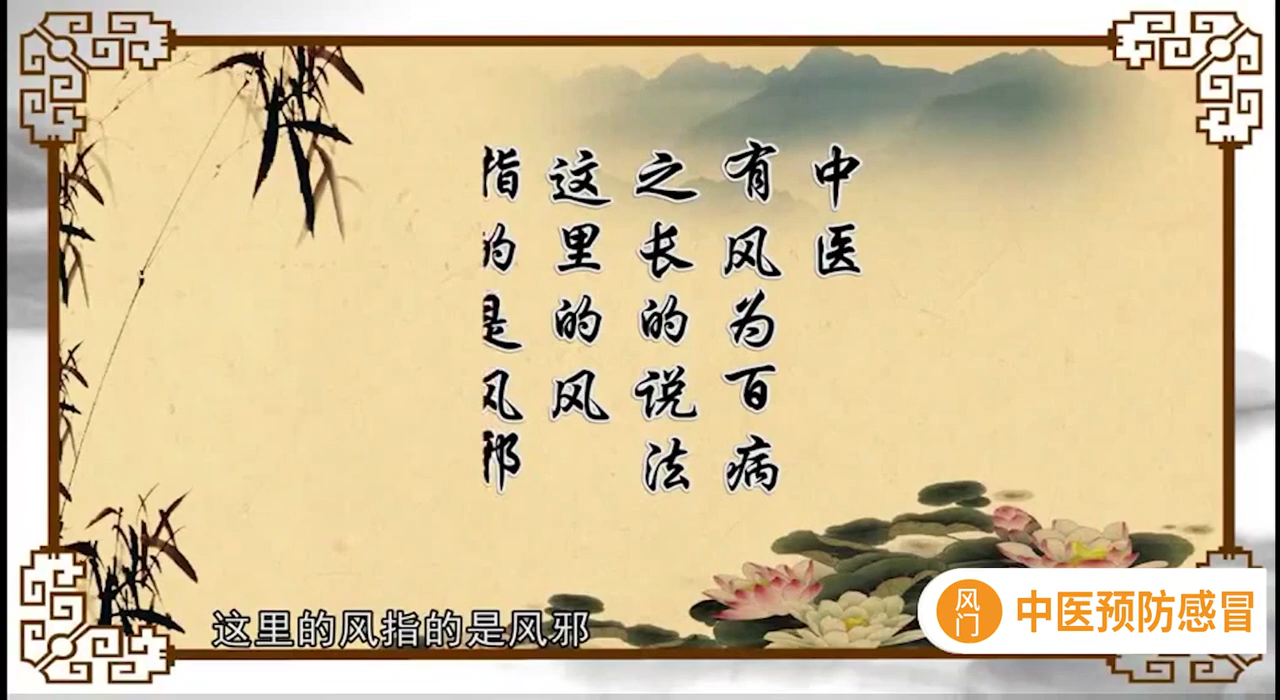 中医
有风为百病
之长的说法
这里的风
指的是风邪
这里的风指的是风邪
风门
中医预防感冒